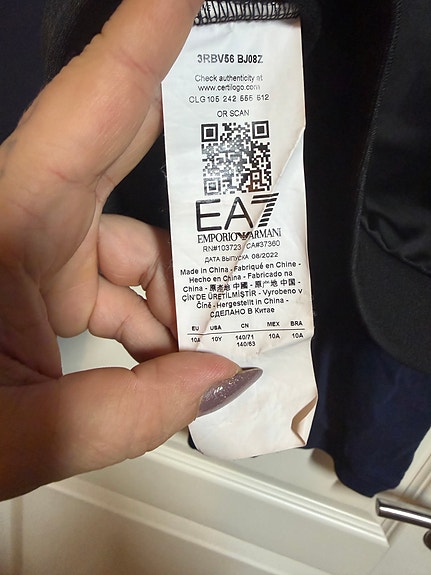 3RBV56 BJ08Z
Check authenticity at
www.certilogo.com
CLG 105 242 555 612
OR SCAN
EA7
EMPORIO ARMANI
RN#103723 CA#37360
ДАТА ВЫПУСКА 08/2022
Made in China - Fabriqué en Chine -
Hecho en China - Fabricado na
China - 原產地 中國 - 原产地 中国 -
ÇİN'DE ÜRETİLMİŞTİR - Vyrobeno v
Číně - Hergestellt in China -
СДЕЛАНО В Китае
EU USA CN MEX BRA
10A 10Y 140/71 10A 10A
140/63